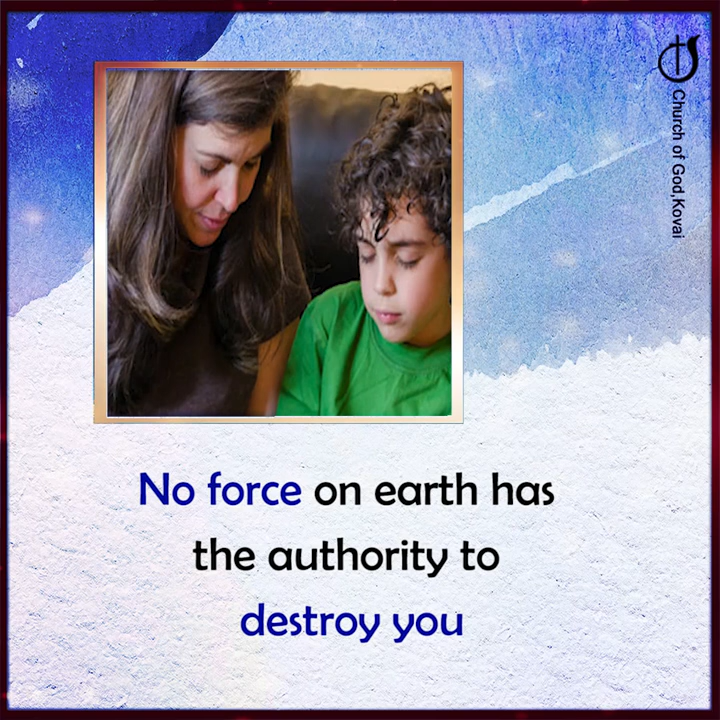 Church of God,Kovai
No force on earth has
the authority to
destroy you